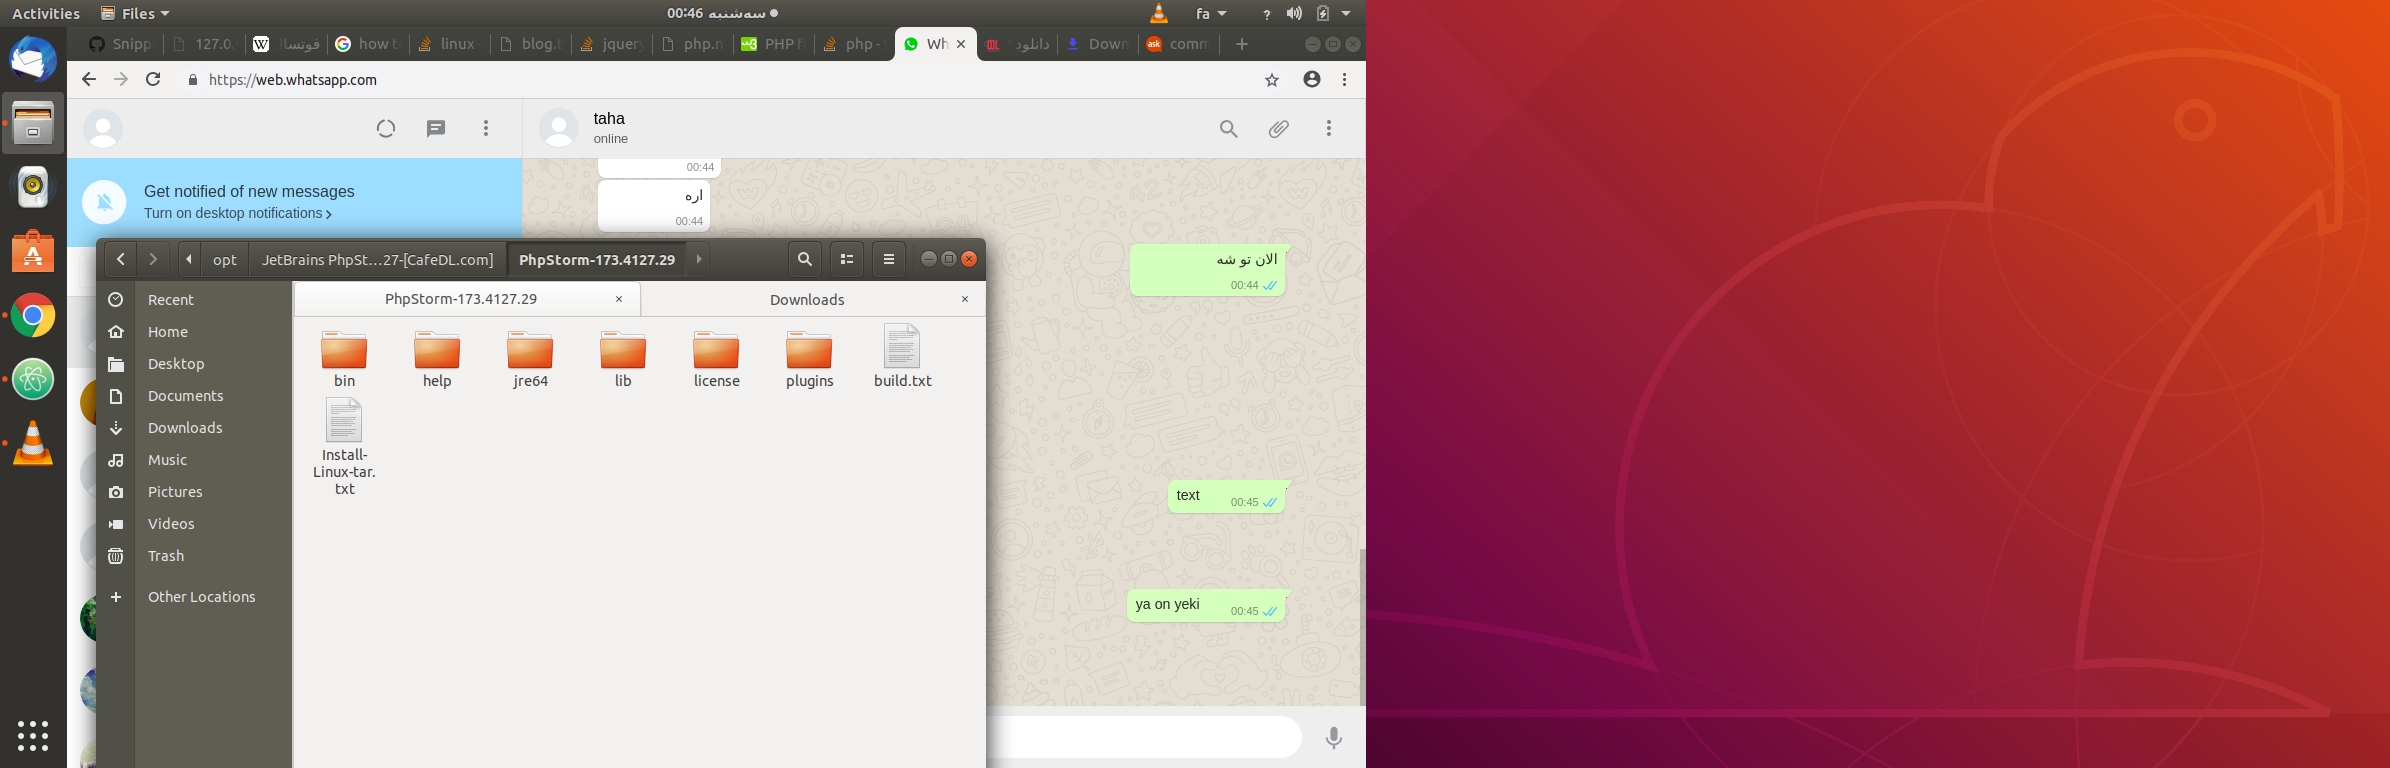 Activities
Files
00:46 سه‌شنبه
fa
Snipp
127.0.
فوتسال
how t
linux
blog.t
jquery
php.n
PHP f
php -
Wh
دانلود
Down
comm
https://web.whatsapp.com
taha
online
00:44
Get notified of new messages
Turn on desktop notifications
اره
00:44
الان تو شه
00:44
text
00:45
ya on yeki
00:45
opt
JetBrains PhpSt...27-[CafeDL.com]
PhpStorm-173.4127.29
PhpStorm-173.4127.29
Downloads
Recent
Home
Desktop
Documents
Downloads
Music
Pictures
Videos
Trash
Other Locations
bin
help
jre64
lib
license
plugins
build.txt
Install-
Linux-tar.
txt